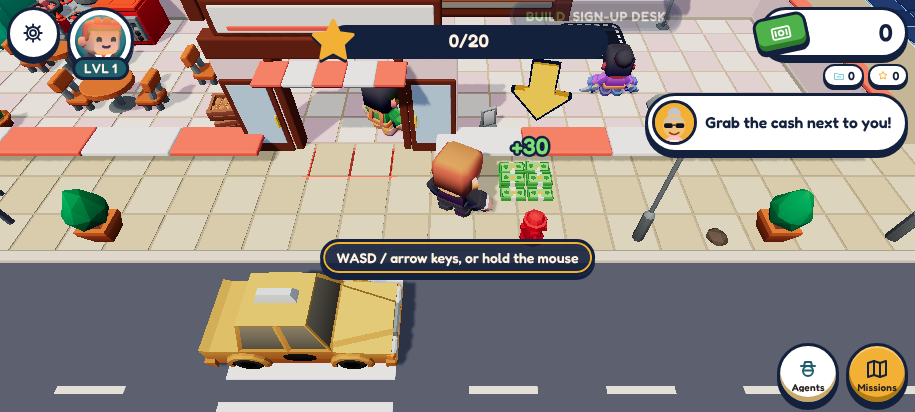 BUILD SIGN-UP DESK
0/20
0
LVL 1
0
0
Grab the cash next to you!
+30
WASD / arrow keys, or hold the mouse
Agents
Missions